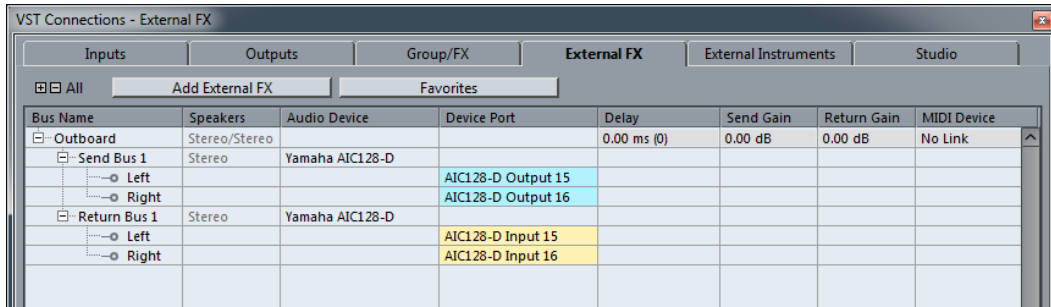 VST Connections - External FX
Inputs Outputs Group/FX External FX External Instruments Studio
All Add External FX Favorites
Bus Name Speakers Audio Device Device Port Delay Send Gain Return Gain MIDI Device
Outboard Stereo/Stereo 0.00 ms (0) 0.00 dB 0.00 dB No Link
Send Bus 1 Stereo Yamaha AIC128-D
Left AIC128-D Output 15
Right AIC128-D Output 16
Return Bus 1 Stereo Yamaha AIC128-D
Left AIC128-D Input 15
Right AIC128-D Input 16